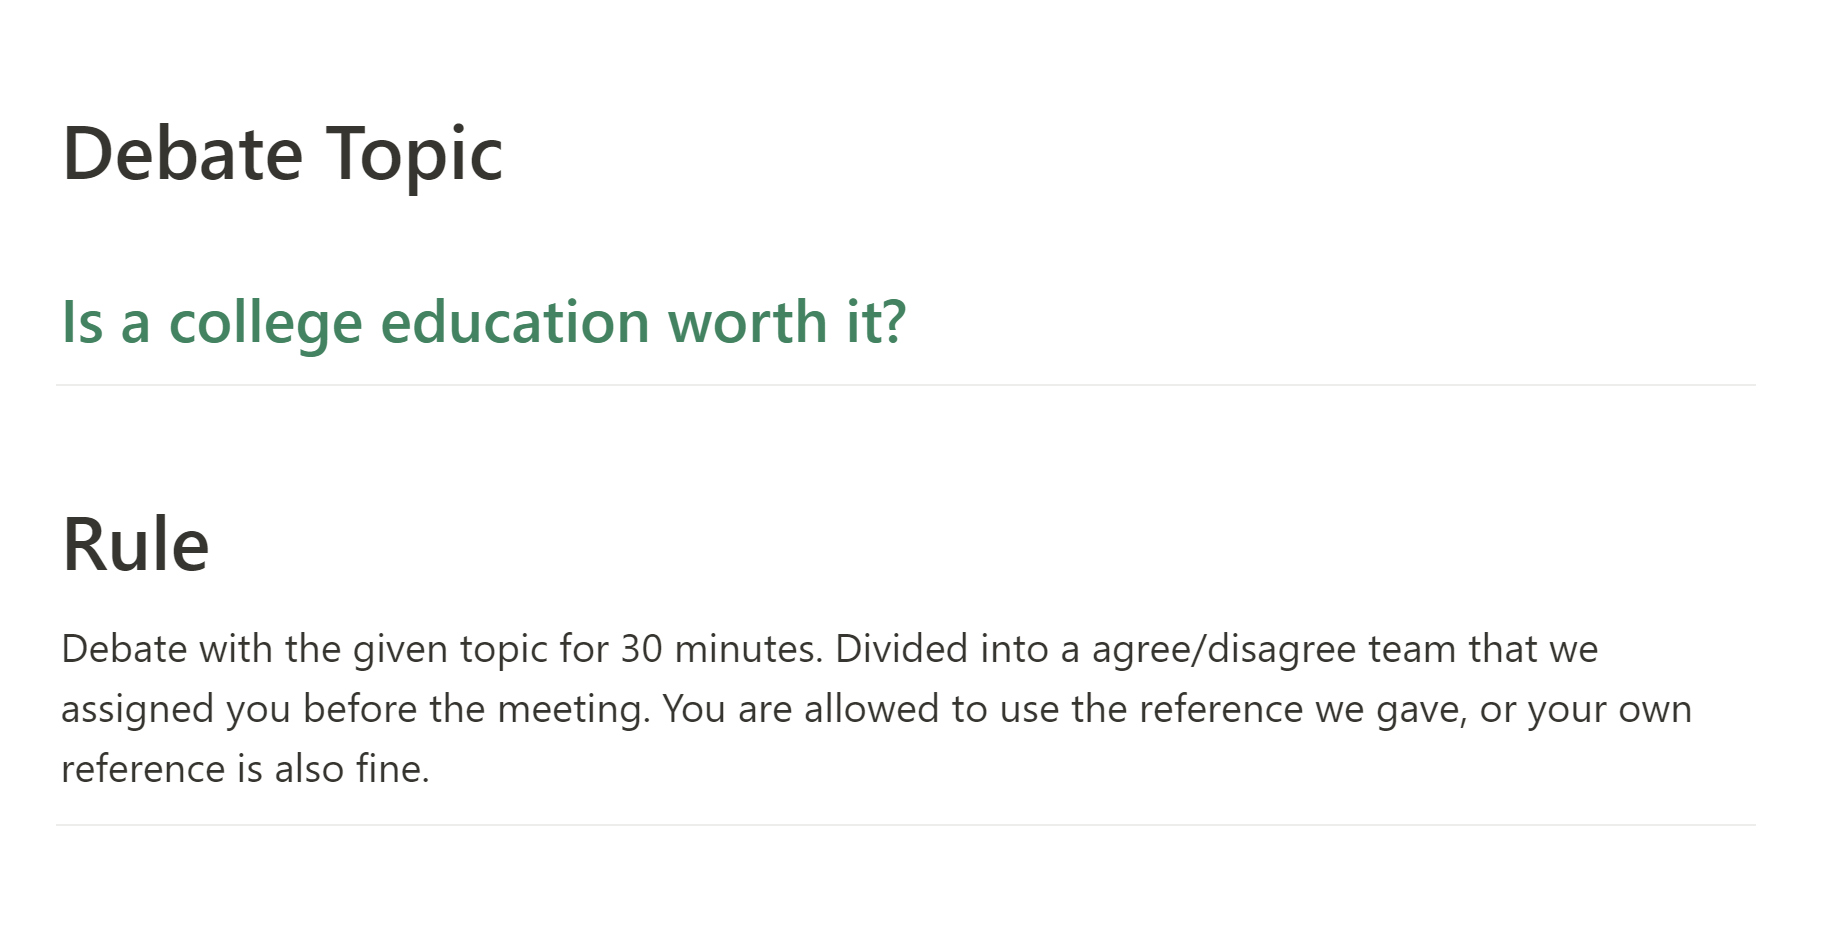 Debate Topic
Is a college education worth it?
Rule
Debate with the given topic for 30 minutes. Divided into a agree/disagree team that we
assigned you before the meeting. You are allowed to use the reference we gave, or your own
reference is also fine.